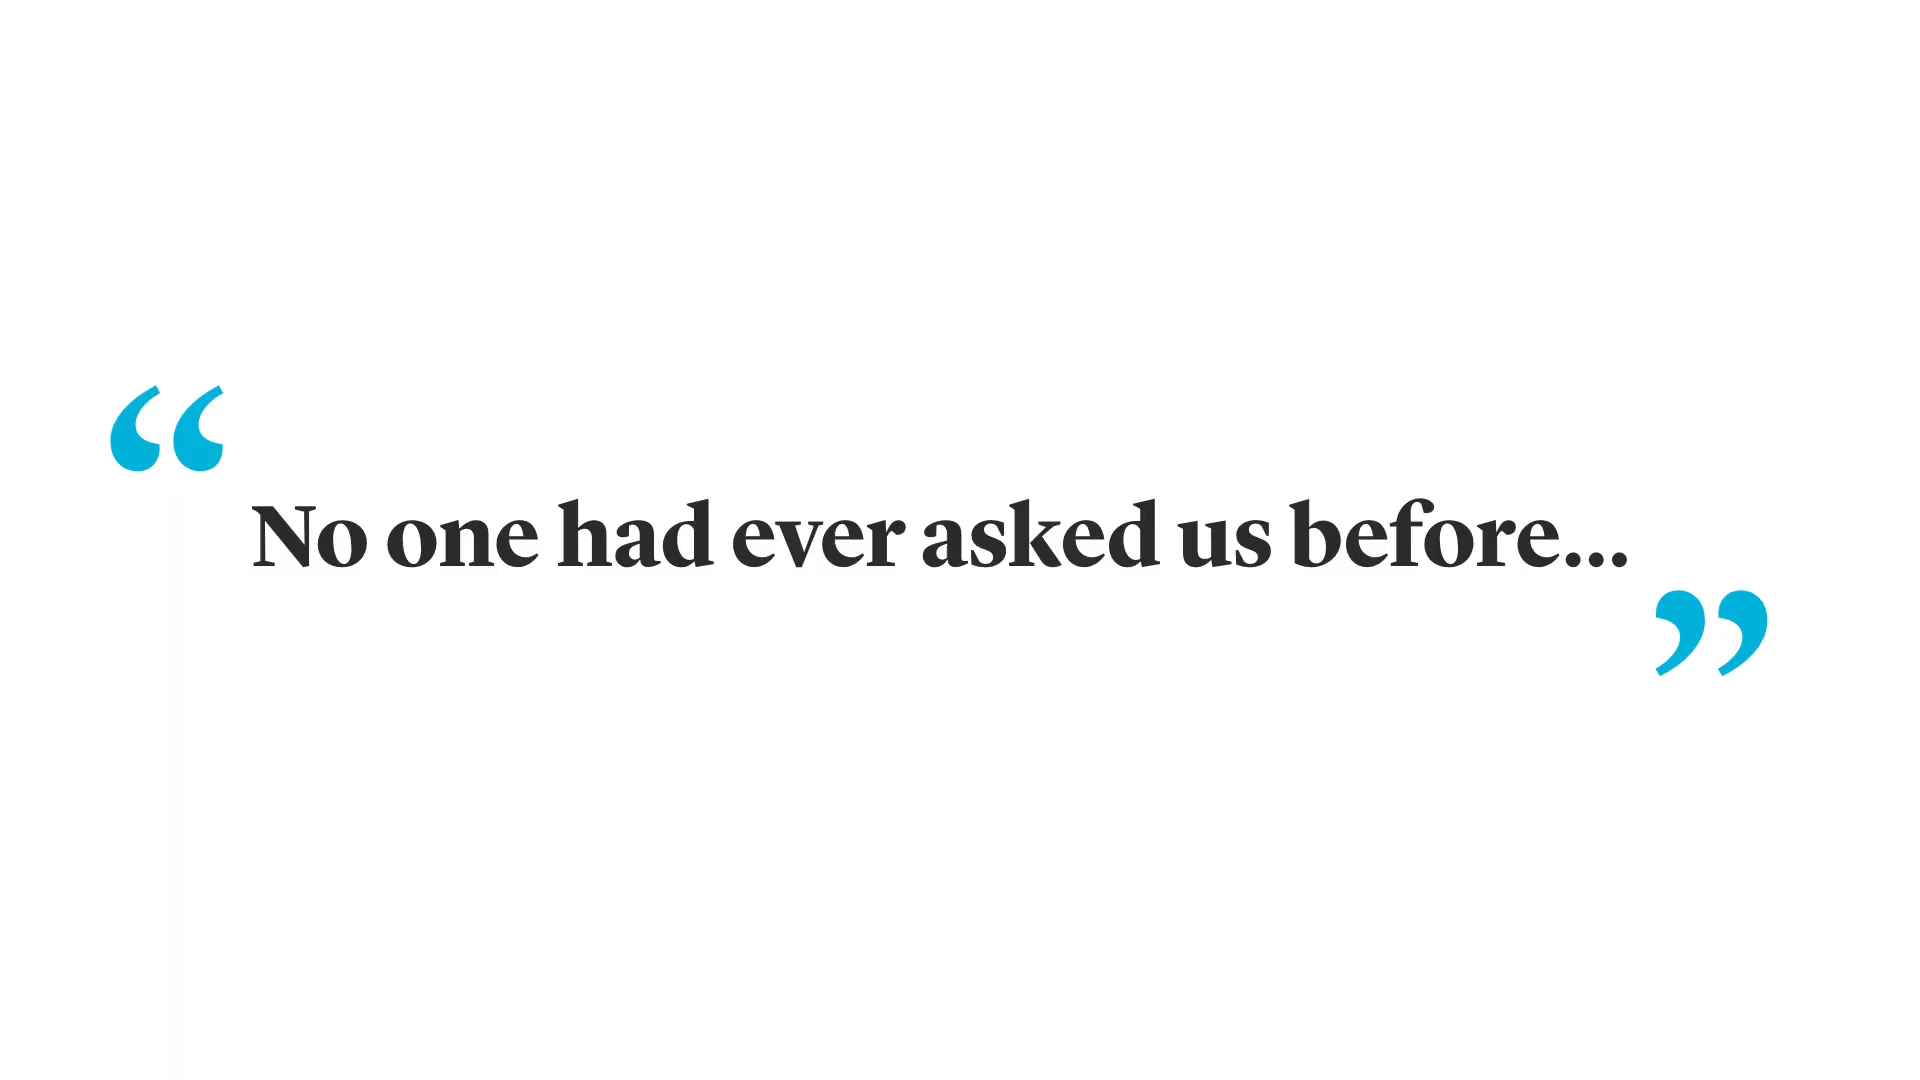 “No one had ever asked us before...”